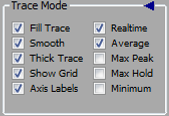 Trace Mode
Fill Trace
Realtime
Smooth
Average
Thick Trace
Max Peak
Show Grid
Max Hold
Axis Labels
Minimum